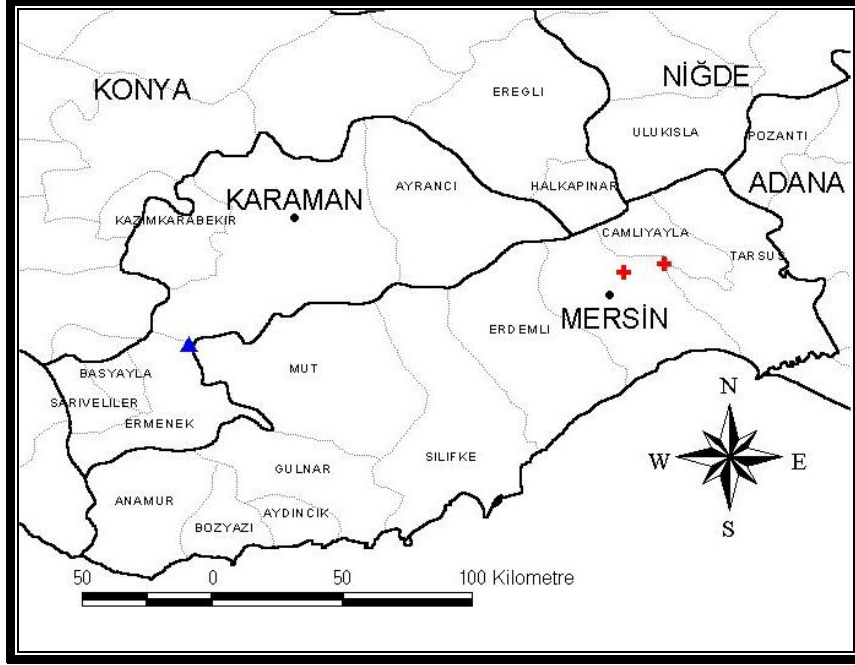 KONYA
NİĞDE
EREGLI
ULUKISLA
POZANTI
AYRANCI
HALKAPINAR
ADANA
KARAMAN
KAZIMKARABEKIR
CAMLIYAYLA
TARSUS
MERSİN
ERDEMLI
MUT
BASYAYLA
SARIVELILER
ERMENEK
SILIFKE
GULNAR
ANAMUR
AYDINCIK
BOZYAZI
N
W
E
S
50 0 50 100 Kilometre